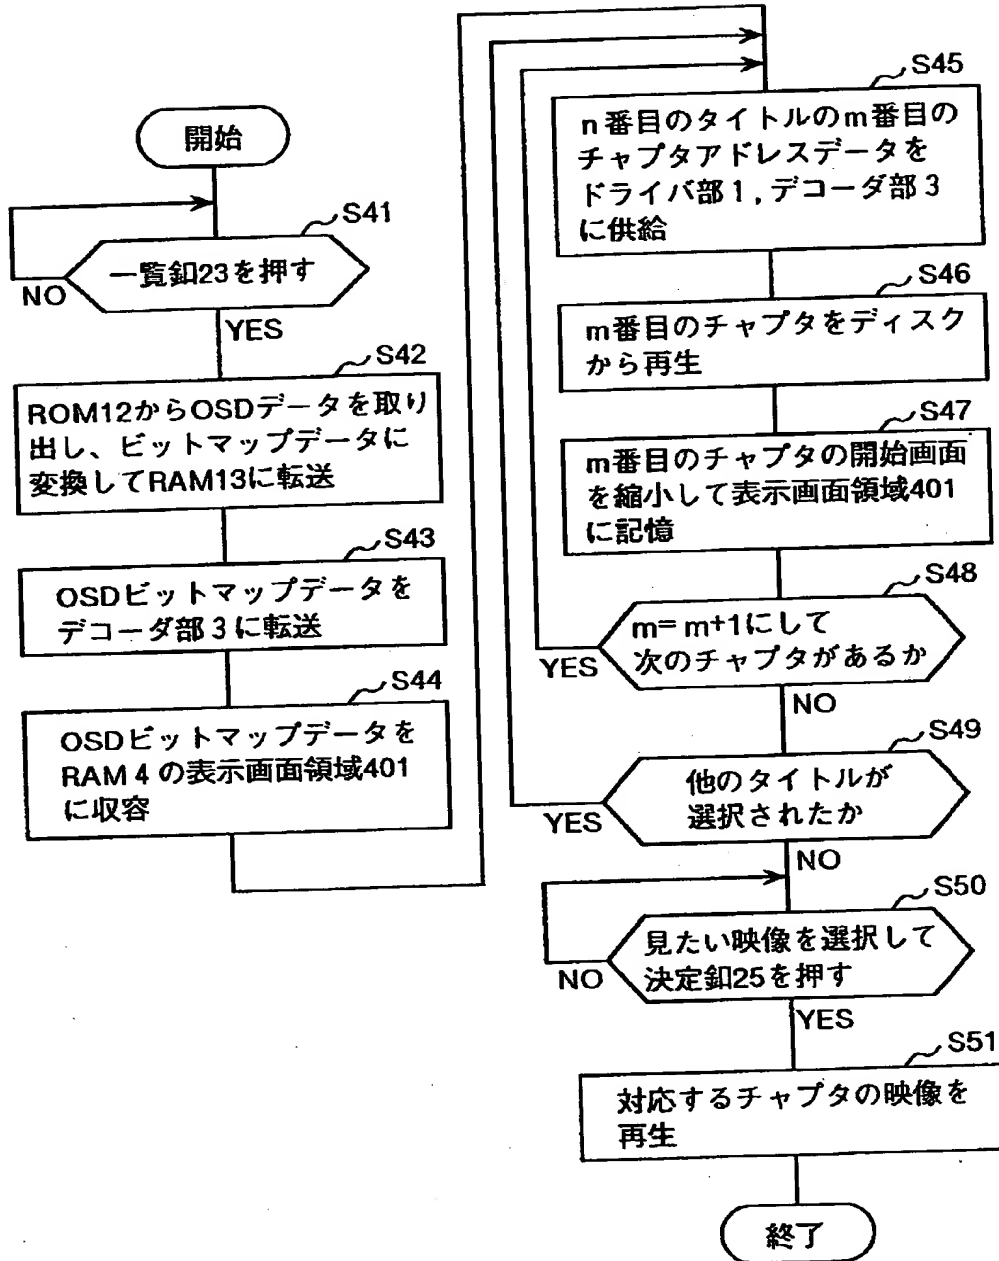 開始
S41
一覧釦23を押す
NO
YES
S42
ROM12からOSDデータを取り
出し、ビットマップデータに
変換してRAM13に転送
S43
OSDビットマップデータを
デコーダ部3に転送
S44
OSDビットマップデータを
RAM4の表示画面領域401
に収容
S45
n番目のタイトルのm番目の
チャプタアドレスデータを
ドライバ部1,デコーダ部3
に供給
S46
m番目のチャプタをディスク
から再生
S47
m番目のチャプタの開始画面
を縮小して表示画面領域401
に記憶
S48
m=m+1にして
次のチャプタがあるか
YES
NO
S49
他のタイトルが
選択されたか
YES
NO
S50
見たい映像を選択して
決定釦25を押す
NO
YES
S51
対応するチャプタの映像を
再生
終了